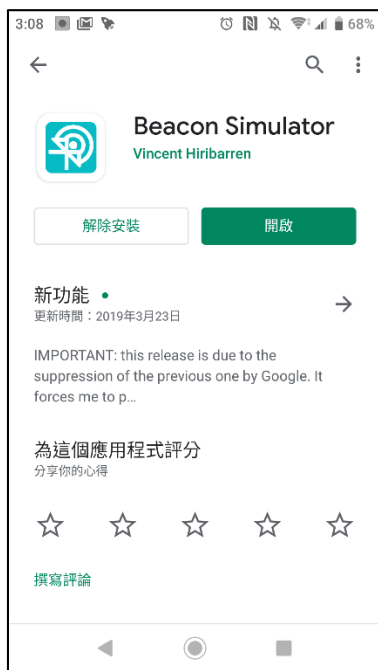 3:08 68%
Beacon Simulator
Vincent Hiribarren
解除安裝 開啟
新功能 •
更新時間：2019年3月23日
IMPORTANT: this release is due to the
suppression of the previous one by Google. It
forces me to p...
為這個應用程式評分
分享你的心得
撰寫評論